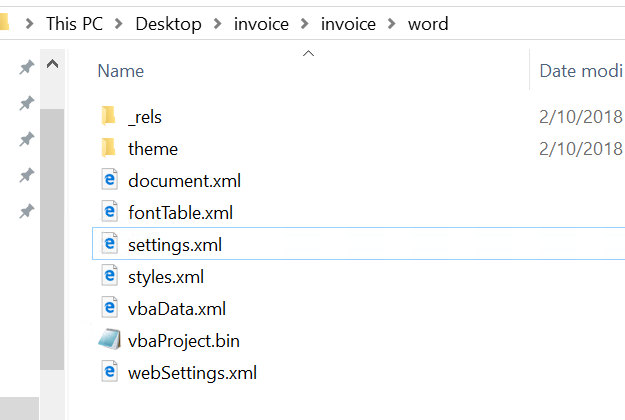 This PC > Desktop > invoice > invoice > word
Name Date modi
_rels 2/10/2018
theme 2/10/2018
document.xml
fontTable.xml
settings.xml
styles.xml
vbaData.xml
vbaProject.bin
webSettings.xml